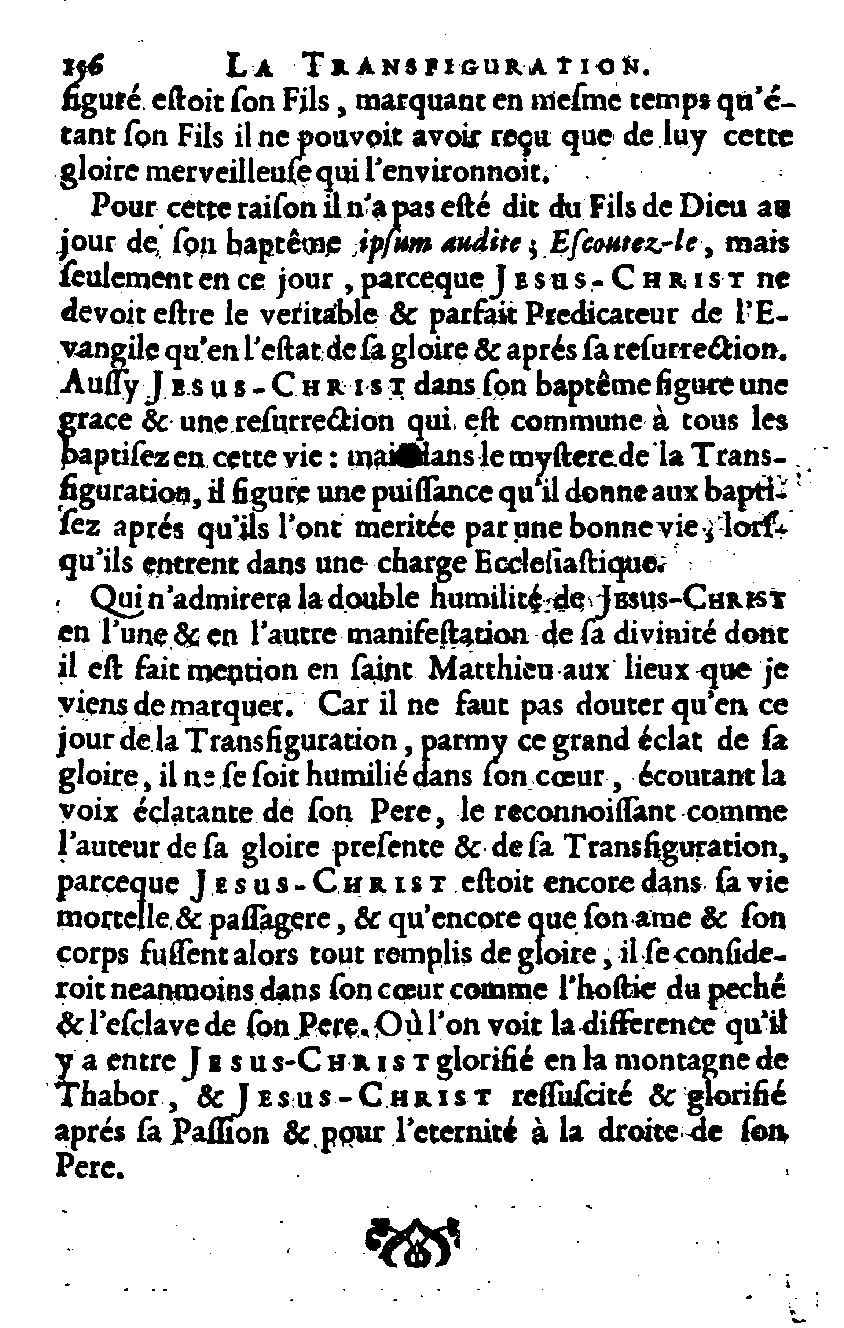 156 LA TRANSFIGURATION.
figuré estoit ſon Fils, marquant en meſme temps qu'é-
tant ſon Fils il ne pouvoit avoir reçu que de luy cette
gloire merveilleuſe qui l'environnoit.
Pour cette raiſon il n'a pas eſté dit du Fils de Dieu au
jour de ſon baptême ipſum audite ; Eſcoutez-le, mais
ſeulement en ce jour, parceque JESUS-CHRIST ne
devoit eſtre le veritable & parfait Predicateur de l'E-
vangile qu'en l'eſtat de ſa gloire & aprés ſa reſurrection.
Auſſy JESUS-CHRIST dans ſon baptême figure une
grace & une reſurrection qui eſt commune à tous les
baptiſez en cette vie : mais dans le myſtere de la Trans-
figuration, il figure une puiſſance qu'il donne aux bapti-
ſez aprés qu'ils l'ont meritée par une bonne vie, lorſ-
qu'ils entrent dans une charge Eccleſiaſtique.
Qui n'admirera la double humilité de JESUS-CHRIST
en l'une & en l'autre manifeſtation de ſa divinité dont
il eſt fait mention en ſaint Matthieu aux lieux que je
viens de marquer. Car il ne faut pas douter qu'en ce
jour de la Transfiguration, parmy ce grand éclat de ſa
gloire, il ne ſe ſoit humilié dans ſon cœur, écoutant la
voix éclatante de ſon Pere, le reconnoiſſant comme
l'auteur de ſa gloire preſente & de ſa Transfiguration,
parceque JESUS-CHRIST eſtoit encore dans ſa vie
mortelle & paſſagere, & qu'encore que ſon ame & ſon
corps fuſſent alors tout remplis de gloire, il ſe conſide-
roit neanmoins dans ſon cœur comme l'hoſtie du peché
& l'eſclave de ſon Pere. Où l'on voit la difference qu'il
y a entre JESUS-CHRIST glorifié en la montagne de
Thabor, & JESUS-CHRIST reſſuſcité & glorifié
aprés ſa Paſſion & pour l'eternité à la droite de ſon
Pere.